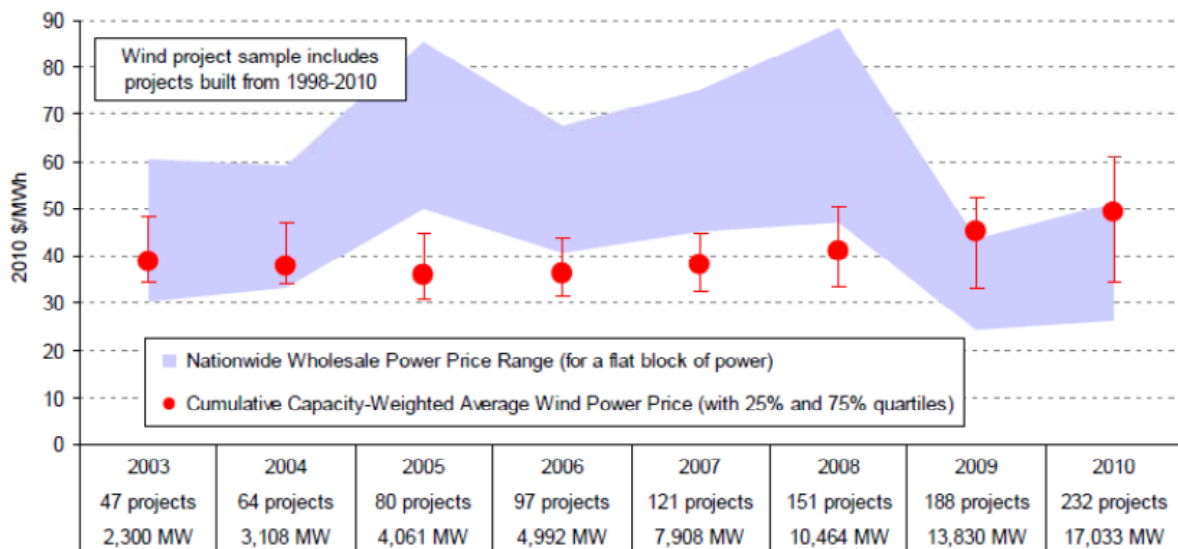 90
80
70
60
50
40
30
20
10
0
2010 $/MWh
Wind project sample includes
projects built from 1998-2010
Nationwide Wholesale Power Price Range (for a flat block of power)
Cumulative Capacity-Weighted Average Wind Power Price (with 25% and 75% quartiles)
2003 2004 2005 2006 2007 2008 2009 2010
47 projects 64 projects 80 projects 97 projects 121 projects 151 projects 188 projects 232 projects
2,300 MW 3,108 MW 4,061 MW 4,992 MW 7,908 MW 10,464 MW 13,830 MW 17,033 MW